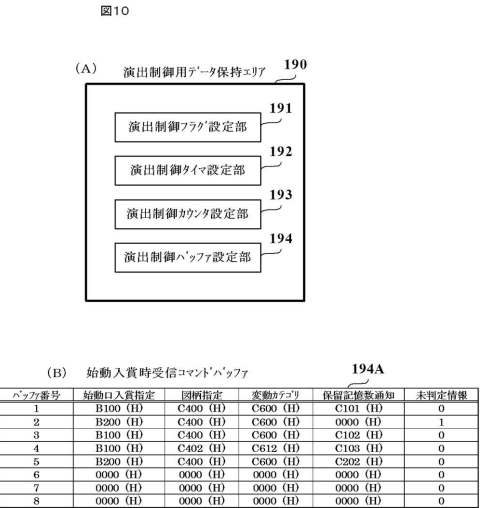 図10
(A) 演出制御用ﾃﾞｰﾀ保持ｴﾘｱ 190
演出制御ﾌﾗｸﾞ設定部 191
演出制御ﾀｲﾏ設定部 192
演出制御ｶｳﾝﾀ設定部 193
演出制御ﾊﾞｯﾌｧ設定部 194
(B) 始動入賞時受信ｺﾏﾝﾄﾞﾊﾞｯﾌｧ 194A
ﾊﾞｯﾌｧ番号 始動口入賞指定 図柄指定 変動ｶﾃｺﾞﾘ 保留記憶数通知 未判定情報
1 B100 (H) C400 (H) C600 (H) C101 (H) 0
2 B200 (H) C400 (H) C600 (H) 0000 (H) 1
3 B100 (H) C400 (H) C600 (H) C102 (H) 0
4 B100 (H) C402 (H) C612 (H) C103 (H) 0
5 B200 (H) C400 (H) C600 (H) C202 (H) 0
6 0000 (H) 0000 (H) 0000 (H) 0000 (H) 0
7 0000 (H) 0000 (H) 0000 (H) 0000 (H) 0
8 0000 (H) 0000 (H) 0000 (H) 0000 (H) 0